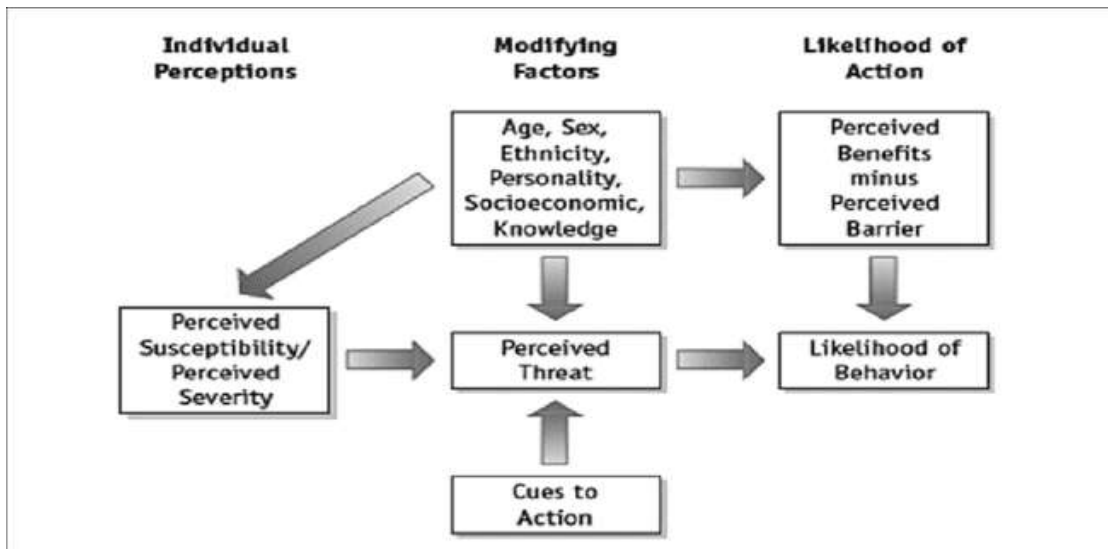 Individual
Perceptions
Modifying
Factors
Likelihood of
Action
Age, Sex,
Ethnicity,
Personality,
Socioeconomic,
Knowledge
Perceived
Benefits
minus
Perceived
Barrier
Perceived
Susceptibility/
Perceived
Severity
Perceived
Threat
Likelihood of
Behavior
Cues to
Action